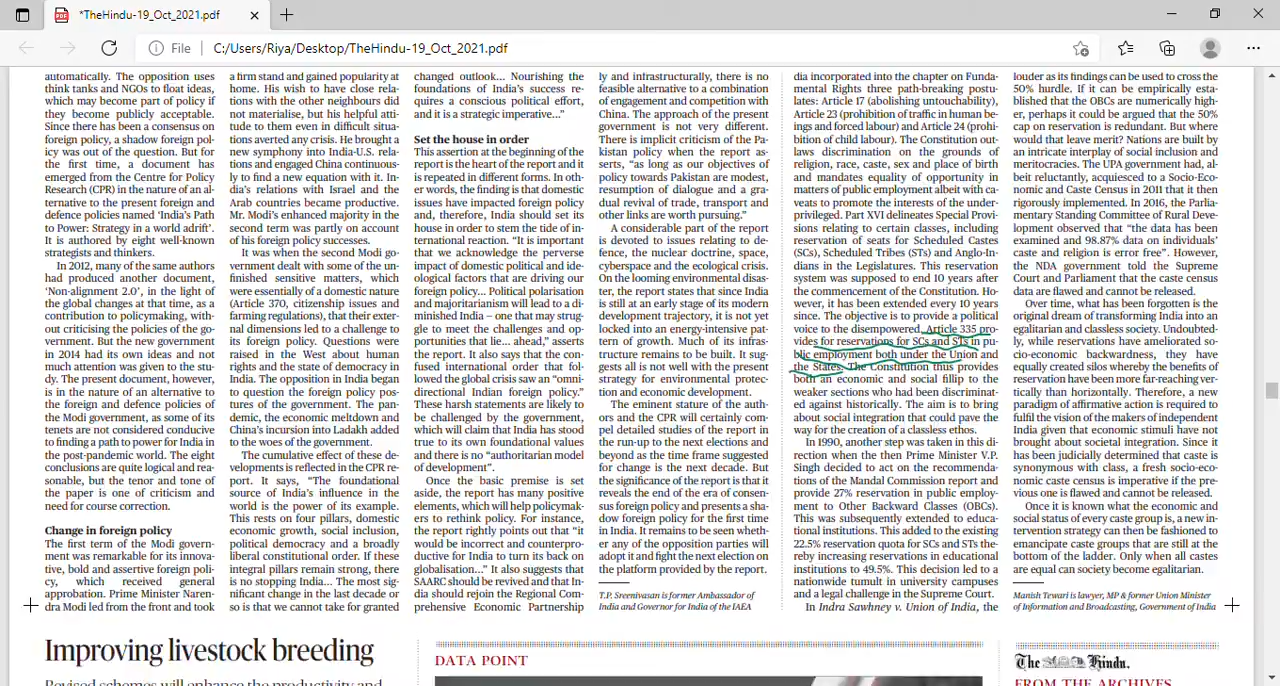 *TheHindu-19_Oct_2021.pdf
File
C:/Users/Riya/Desktop/TheHindu-19_Oct_2021.pdf
automatically. The opposition uses
think tanks and NGOs to float ideas,
which may become part of policy if
they become publicly acceptable.
Since there has been a consensus on
foreign policy, a shadow foreign pol-
icy was out of the question. But for
the first time, a document has
emerged from the Centre for Policy
Research (CPR) in the nature of an al-
ternative to the present foreign and
defence policies named ‘India’s Path
to Power: Strategy in a world adrift’.
It is authored by eight well-known
strategists and thinkers.
In 2012, many of the same authors
had produced another document,
‘Non-alignment 2.0’, in the light of
the global changes at that time, as a
contribution to policymaking, with-
out criticising the policies of the go-
vernment. But the new government
in 2014 had its own ideas and not
much attention was given to the stu-
dy. The present document, however,
is in the nature of an alternative to
the foreign and defence policies of
the Modi government, as some of its
tenets are not considered conducive
to finding a path to power for India in
the post-pandemic world. The eight
conclusions are quite logical and rea-
sonable, but the tenor and tone of
the paper is one of criticism and
need for course correction.
Change in foreign policy
The first term of the Modi govern-
ment was remarkable for its innova-
tive, bold and assertive foreign poli-
cy, which received general
approbation. Prime Minister Naren-
dra Modi led from the front and took
a firm stand and gained popularity at
home. His wish to have close rela-
tions with the other neighbours did
not materialise, but his helpful atti-
tude to them even in difficult situa-
tions averted any crisis. He brought a
new symphony into India-U.S. rela-
tions and engaged China continuous-
ly to find a new equation with it. In-
dia’s relations with Israel and the
Arab countries became productive.
Mr. Modi’s enhanced majority in the
second term was partly on account
of his foreign policy successes.
It was when the second Modi go-
vernment dealt with some of the un-
finished sensitive matters, which
were essentially of a domestic nature
(Article 370, citizenship issues and
farming regulations), that their exter-
nal dimensions led to a challenge to
its foreign policy. Questions were
raised in the West about human
rights and the state of democracy in
India. The opposition in India began
to question the foreign policy pos-
tures of the government. The pan-
demic, the economic meltdown and
China’s incursion into Ladakh added
to the woes of the government.
The cumulative effect of these de-
velopments is reflected in the CPR re-
port. It says, “The foundational
source of India’s influence in the
world is the power of its example.
This rests on four pillars, domestic
economic growth, social inclusion,
political democracy and a broadly
liberal constitutional order. If these
integral pillars remain strong, there
is no stopping India... The most sig-
nificant change in the last decade or
so is that we cannot take for granted
changed outlook... Nourishing the
foundations of India’s success re-
quires a conscious political effort,
and it is a strategic imperative...”
Set the house in order
This assertion at the beginning of the
report is the heart of the report and it
is repeated in different forms. In oth-
er words, the finding is that domestic
issues have impacted foreign policy
and, therefore, India should set its
house in order to stem the tide of in-
ternational reaction. “It is important
that we acknowledge the perverse
impact of domestic political and ide-
ological factors that are driving our
foreign policy... Political polarisation
and majoritarianism will lead to a di-
minished India – one that may strug-
gle to meet the challenges and op-
portunities that lie... ahead,” asserts
the report. It also says that the con-
fused international order that fol-
lowed the global crisis saw an “omni-
directional Indian foreign policy.”
These harsh statements are likely to
be challenged by the government,
which will claim that India has stood
true to its own foundational values
and there is no “authoritarian model
of development”.
Once the basic premise is set
aside, the report has many positive
elements, which will help policymak-
ers to rethink policy. For instance,
the report rightly points out that “it
would be incorrect and counterpro-
ductive for India to turn its back on
globalisation...” It also suggests that
SAARC should be revived and that In-
dia should rejoin the Regional Com-
prehensive Economic Partnership
ly and infrastructurally, there is no
feasible alternative to a combination
of engagement and competition with
China. The approach of the present
government is not very different.
There is implicit criticism of the Pa-
kistan policy when the report as-
serts, “as long as our objectives of
policy towards Pakistan are modest,
resumption of dialogue and a gra-
dual revival of trade, transport and
other links are worth pursuing.”
A considerable part of the report
is devoted to issues relating to de-
fence, the nuclear doctrine, space,
cyberspace and the ecological crisis.
On the looming environmental disas-
ter, the report states that since India
is still at an early stage of its modern
development trajectory, it is not yet
locked into an energy-intensive pat-
tern of growth. Much of its infras-
tructure remains to be built. It sug-
gests all is not well with the present
strategy for environmental protec-
tion and economic development.
The eminent stature of the auth-
ors and the CPR will certainly com-
pel detailed studies of the report in
the run-up to the next elections and
beyond as the time frame suggested
for change is the next decade. But
the significance of the report is that it
reveals the end of the era of consen-
sus foreign policy and presents a sha-
dow foreign policy for the first time
in India. It remains to be seen wheth-
er any of the opposition parties will
adopt it and fight the next election on
the platform provided by the report.
T.P. Sreenivasan is former Ambassador of
India and Governor for India of the IAEA
dia incorporated into the chapter on Funda-
mental Rights three path-breaking postu-
lates: Article 17 (abolishing untouchability),
Article 23 (prohibition of traffic in human be-
ings and forced labour) and Article 24 (prohi-
bition of child labour). The Constitution out-
laws discrimination on the grounds of
religion, race, caste, sex and place of birth
and mandates equality of opportunity in
matters of public employment albeit with ca-
veats to promote the interests of the under-
privileged. Part XVI delineates Special Provi-
sions relating to certain classes, including
reservation of seats for Scheduled Castes
(SCs), Scheduled Tribes (STs) and Anglo-In-
dians in the Legislatures. This reservation
system was supposed to end 10 years after
the commencement of the Constitution. Ho-
wever, it has been extended every 10 years
since. The objective is to provide a political
voice to the disempowered. Article 335 pro-
vides for reservations for SCs and STs in pu-
blic employment both under the Union and
the States. The Constitution thus provides
both an economic and social fillip to the
weaker sections who had been discriminat-
ed against historically. The aim is to bring
about social integration that could pave the
way for the creation of a classless ethos.
In 1990, another step was taken in this di-
rection when the then Prime Minister V.P.
Singh decided to act on the recommenda-
tions of the Mandal Commission report and
provide 27% reservation in public employ-
ment to Other Backward Classes (OBCs).
This was subsequently extended to educa-
tional institutions. This added to the existing
22.5% reservation quota for SCs and STs the-
reby increasing reservations in educational
institutions to 49.5%. This decision led to a
nationwide tumult in university campuses
and a legal challenge in the Supreme Court.
In Indra Sawhney v. Union of India, the
louder as its findings can be used to cross the
50% hurdle. If it can be empirically esta-
blished that the OBCs are numerically high-
er, perhaps it could be argued that the 50%
cap on reservation is redundant. But where
would that leave merit? Nations are built by
an intricate interplay of social inclusion and
meritocracies. The UPA government had, al-
beit reluctantly, acquiesced to a Socio-Eco-
nomic and Caste Census in 2011 that it then
rigorously implemented. In 2016, the Parlia-
mentary Standing Committee of Rural Deve-
lopment observed that “the data has been
examined and 98.87% data on individuals’
caste and religion is error free”. However,
the NDA government told the Supreme
Court and Parliament that the caste census
data are flawed and cannot be released.
Over time, what has been forgotten is the
original dream of transforming India into an
egalitarian and classless society. Undoubted-
ly, while reservations have ameliorated so-
cio-economic backwardness, they have
equally created silos whereby the benefits of
reservation have been more far-reaching ver-
tically than horizontally. Therefore, a new
paradigm of affirmative action is required to
fulfil the vision of the makers of independent
India given that economic stimuli have not
brought about societal integration. Since it
has been judicially determined that caste is
synonymous with class, a fresh socio-eco-
nomic caste census is imperative if the pre-
vious one is flawed and cannot be released.
Once it is known what the economic and
social status of every caste group is, a new in-
tervention strategy can then be fashioned to
emancipate caste groups that are still at the
bottom of the ladder. Only when all castes
are equal can society become egalitarian.
Manish Tewari is lawyer, MP & former Union Minister
of Information and Broadcasting, Government of India
Improving livestock breeding
Revised schemes will enhance the productivity and
DATA POINT
The Hindu.
FROM THE ARCHIVES